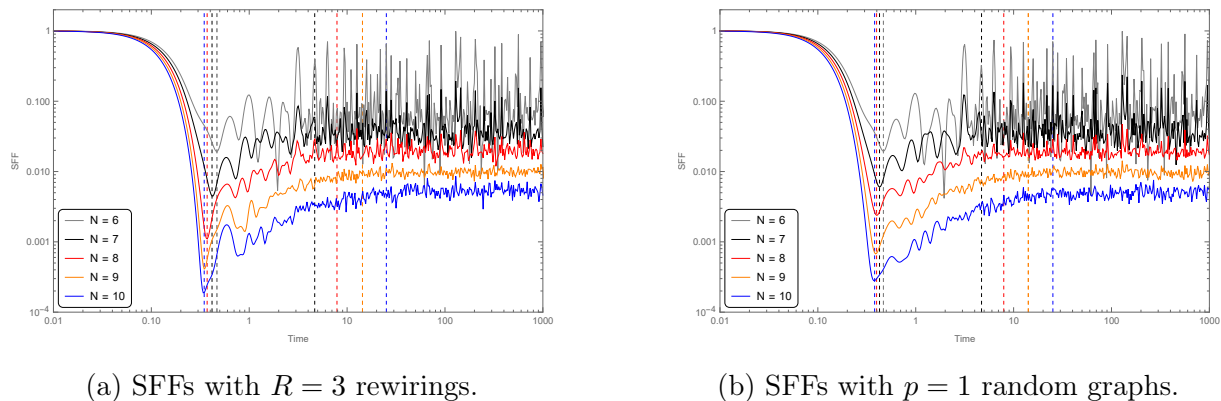 1
0.100
0.010
0.001
10⁻⁴
SFF
N = 6
N = 7
N = 8
N = 9
N = 10
0.01
0.10
1
10
100
1000
Time
(a) SFFs with R = 3 rewirings.
1
0.100
0.010
0.001
10⁻⁴
SFF
N = 6
N = 7
N = 8
N = 9
N = 10
0.01
0.10
1
10
100
1000
Time
(b) SFFs with p = 1 random graphs.